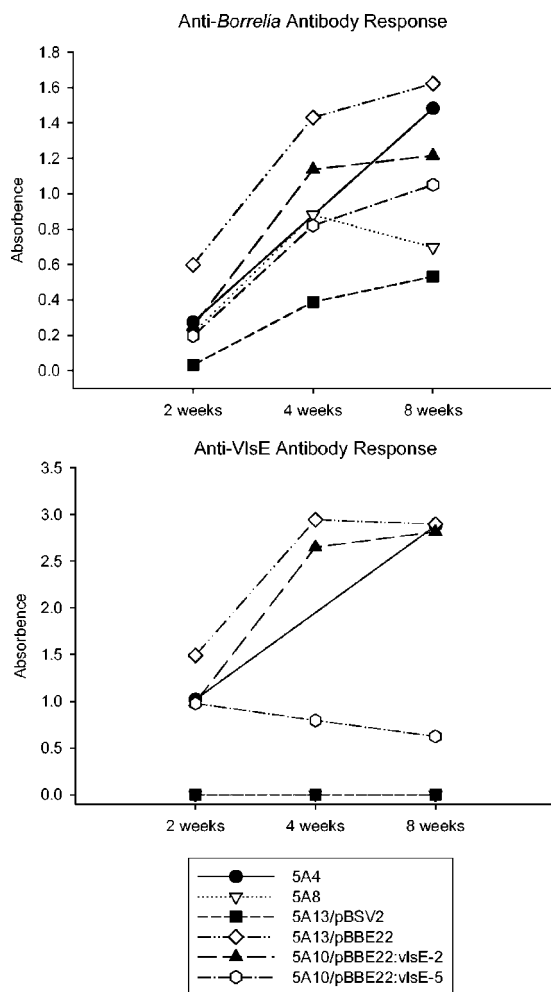 Anti-Borrelia Antibody Response
1.8
1.6
1.4
1.2
1.0
0.8
0.6
0.4
0.2
0.0
Absorbence
2 weeks 4 weeks 8 weeks
Anti-VlsE Antibody Response
3.5
3.0
2.5
2.0
1.5
1.0
0.5
0.0
Absorbence
2 weeks 4 weeks 8 weeks
5A4
5A8
5A13/pBSV2
5A13/pBBE22
5A10/pBBE22:vlsE-2
5A10/pBBE22:vlsE-5